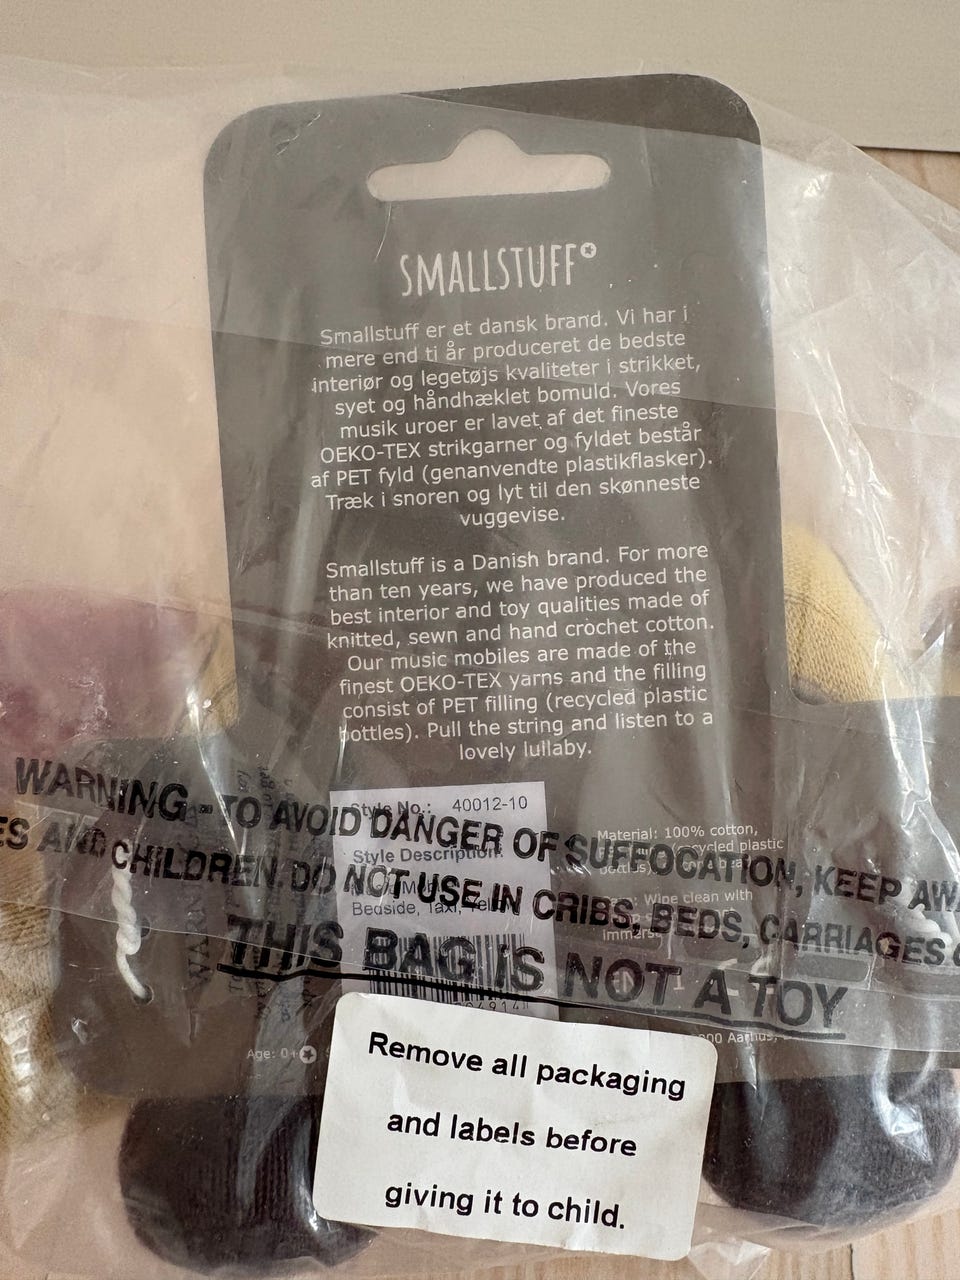 SMALLSTUFF
Smallstuff er et dansk brand. Vi har i
mere end ti år produceret de bedste
interiør og legetøjs kvaliteter i strikket,
syet og håndhæklet bomuld. Vores
musik uroer er lavet af det fineste
OEKO-TEX strikgarner og fyldet består
af PET fyld (genanvendte plastikflasker).
Træk i snoren og lyt til den skønneste
vuggevise.
Smallstuff is a Danish brand. For more
than ten years, we have produced the
best interior and toy qualities made of
knitted, sewn and hand crochet cotton.
Our music mobiles are made of the
finest OEKO-TEX yarns and the filling
consist of PET filling (recycled plastic
bottles). Pull the string and listen to a
lovely lullaby.
WARNING - TO AVOID DANGER OF SUFFOCATION, KEEP
AND CHILDREN. DO NOT USE IN CRIBS, BEDS, CARRIAGES
THIS BAG IS NOT A TOY
Style No.: 40012-10
Style Description:
Bedside, Taxi,
Material: 100% cotton,
plastic
Wipe clean with
Age: 0+
Aarhus,
Remove all packaging
and labels before
giving it to child.